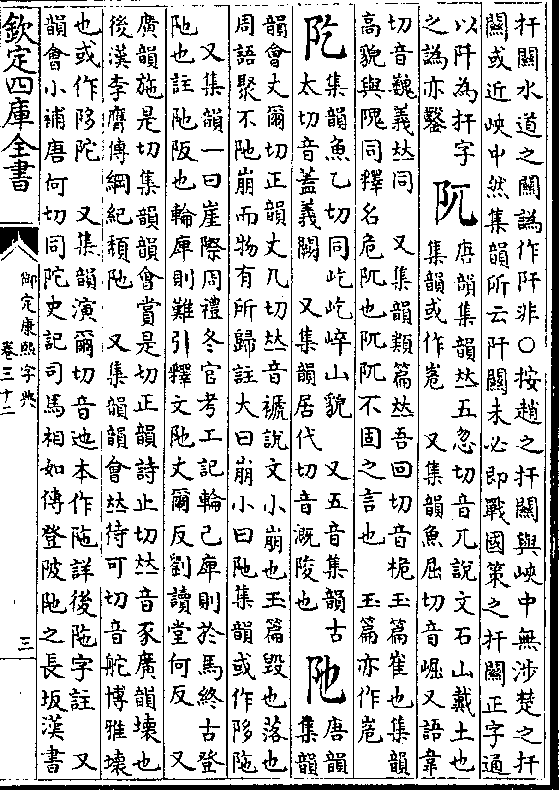 扞關水道之關譌作阡非○按趙之扞關與峽中無涉楚之扞
關或近峽中然集韻所云阡關未必即戰國策之扞關正字通
以阡為扞字
之譌亦鑿
阢
唐韻集韻𠀤五忽切音兀說文石山戴土也
集韻或作峞 又集韻魚屈切音崛又語韋
切音巍義𠀤同 又集韻類篇𠀤吾回切音桅玉篇崔也集韻
高貌與隗同釋名危阢也阢阢不固之言也 玉篇亦作峞
阣
集韻魚乙切同屹屹崪山貌 又五音集韻古
太切音蓋義闕 又集韻居代切音溉陵也
阤
唐韻
集韻
韻會丈爾切正韻丈几切𠀤音褫說文小崩也玉篇毀也落也
周語聚不阤崩而物有所歸註大曰崩小曰阤集韻或作陊陁
又集韻一曰崖際周禮冬官考工記輪已庳則於馬終古登
阤也註阤阪也輪庳則難引釋文阤丈爾反劉讀堂何反 又
廣韻施是切集韻韻會賞是切正韻詩止切𠀤音豕廣韻壞也
後漢李膺傳綱紀頹阤 又集韻韻會𠀤待可切音舵博雅壞
也或作陊陀 又集韻演爾切音迆本作陁詳後陁字註 又
韻會小補唐何切同陀史記司馬相如傳登陂阤之長坂漢書
欽定四庫全書
御定康熙字典
卷三十二
三